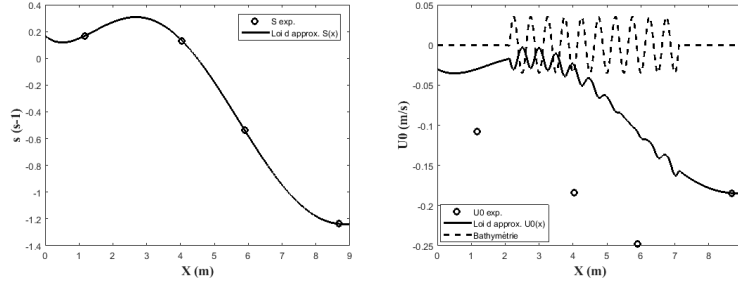 0.4
0.2
0
-0.2
-0.4
-0.6
-0.8
-1
-1.2
-1.4
s (s-1)
0 1 2 3 4 5 6 7 8 9
X (m)
S exp.
Loi d approx. S(x)
0.05
0
-0.05
-0.1
-0.15
-0.2
-0.25
U0 (m/s)
0 1 2 3 4 5 6 7 8
X (m)
U0 exp.
Loi d approx. U0(x)
Bathymétrie